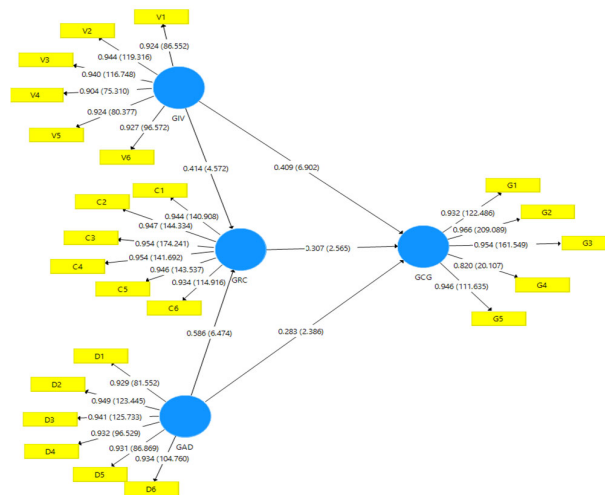 V1
V2
0.924 (86.552)
0.944 (119.316)
V3
0.940 (116.748)
V4
0.904 (75.310)
0.924 (80.377)
V5
0.927 (96.572)
V6
GIV
0.414 (4.572)
0.409 (6.902)
C1
C2
0.944 (140.908)
0.947 (144.334)
C3
0.954 (174.241)
C4
0.954 (141.692)
0.946 (143.537)
C5
0.934 (114.916)
C6
GRC
0.307 (2.565)
G1
0.932 (122.486)
G2
0.966 (209.089)
G3
0.954 (161.549)
0.820 (20.107)
G4
0.946 (111.635)
G5
GCG
0.586 (6.474)
0.283 (2.386)
D1
0.929 (81.552)
D2
0.949 (123.445)
D3
0.941 (125.733)
0.932 (96.529)
D4
0.931 (86.869)
D5
0.934 (104.760)
D6
GAD